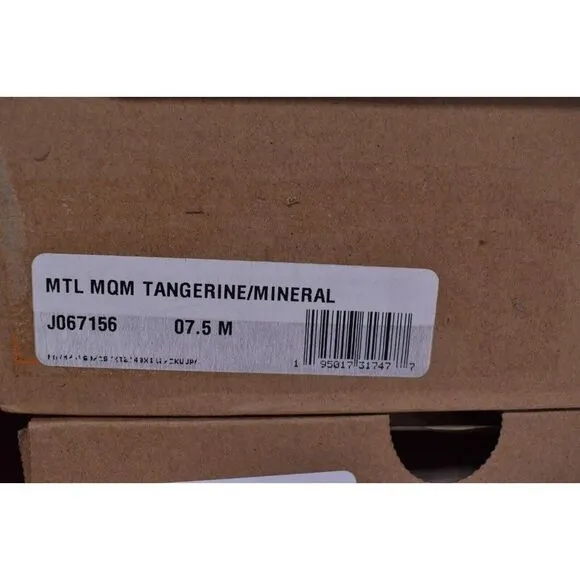 MTL MQM TANGERINE/MINERAL
J067156 07.5 M
1 95017 31747 7